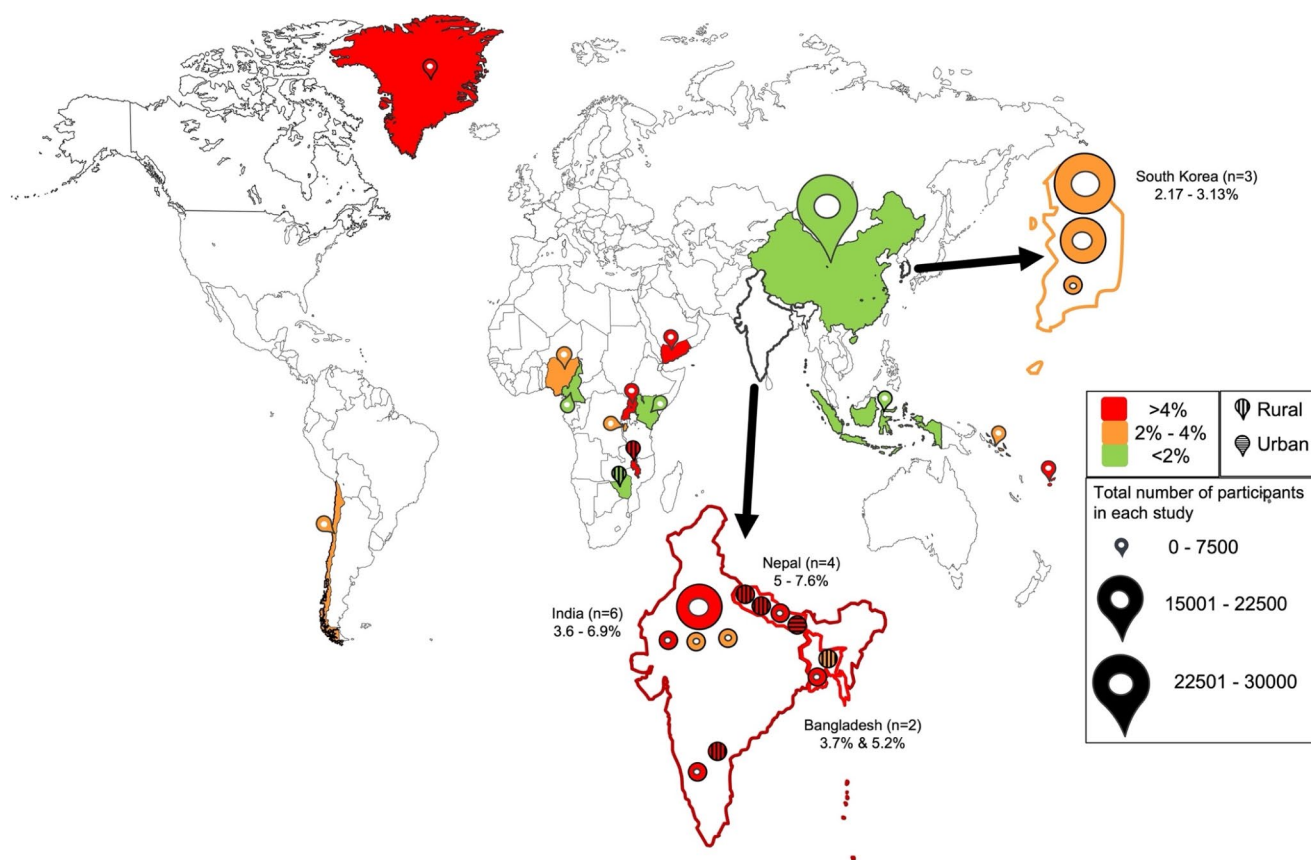 South Korea (n=3)
2.17 - 3.13%
>4%
2% - 4%
<2%
Rural
Urban
Total number of participants
in each study
0 - 7500
15001 - 22500
22501 - 30000
Nepal (n=4)
5 - 7.6%
India (n=6)
3.6 - 6.9%
Bangladesh (n=2)
3.7% & 5.2%